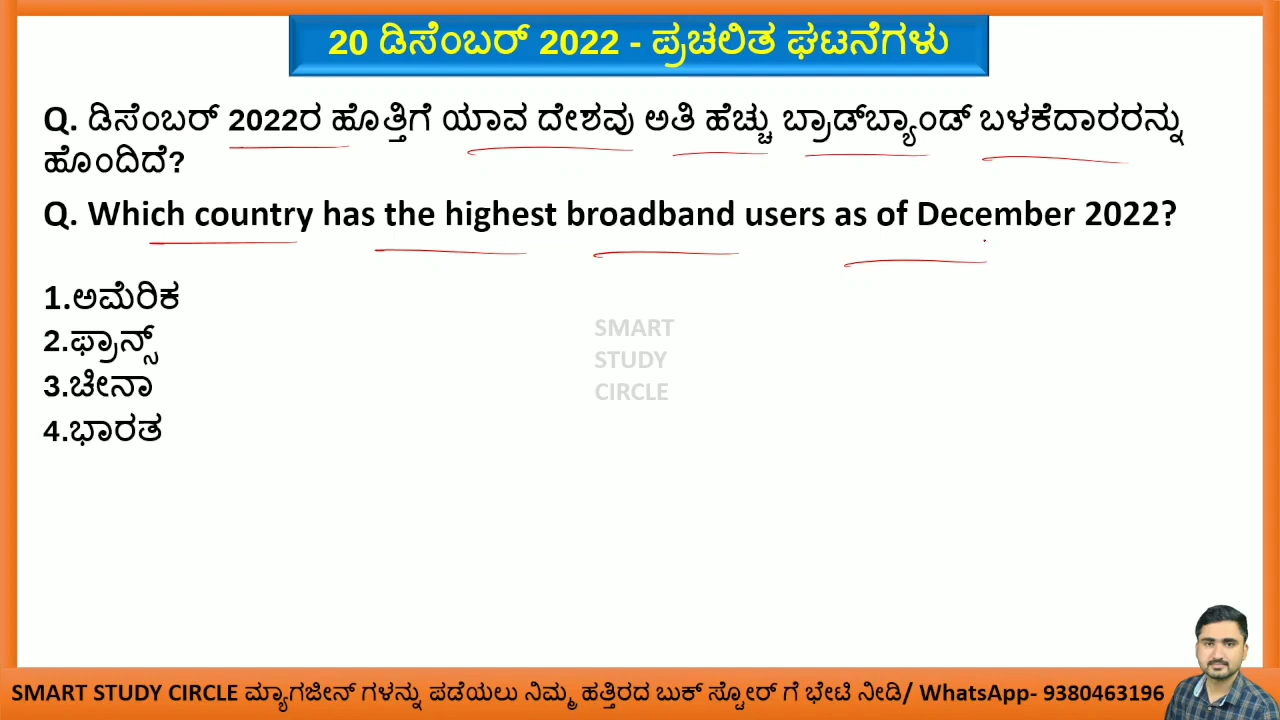 20 ಡಿಸೆಂಬರ್ 2022 - ಪ್ರಚಲಿತ ಘಟನೆಗಳು
Q. ಡಿಸೆಂಬರ್ 2022ರ ಹೊತ್ತಿಗೆ ಯಾವ ದೇಶವು ಅತಿ ಹೆಚ್ಚು ಬ್ರಾಡ್‌ಬ್ಯಾಂಡ್ ಬಳಕೆದಾರರನ್ನು
ಹೊಂದಿದೆ?
Q. Which country has the highest broadband users as of December 2022?
1.ಅಮೆರಿಕ
2.ಫ್ರಾನ್ಸ್
3.ಚೀನಾ
4.ಭಾರತ
SMART
STUDY
CIRCLE
SMART STUDY CIRCLE ಮ್ಯಾಗಜೀನ್ ಗಳನ್ನು ಪಡೆಯಲು ನಿಮ್ಮ ಹತ್ತಿರದ ಬುಕ್ ಸ್ಟೋರ್ ಗೆ ಭೇಟಿ ನೀಡಿ/ WhatsApp- 9380463196